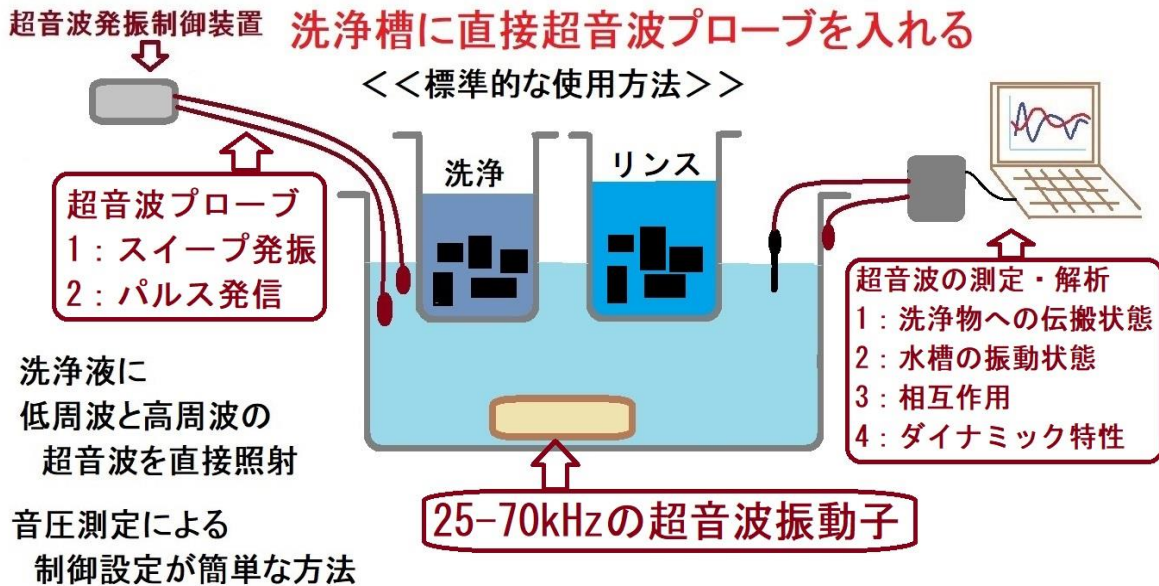 超音波発振制御装置
洗浄槽に直接超音波プローブを入れる
<<標準的な使用方法>>
超音波プローブ
1：スイープ発振
2：パルス発信
洗浄
リンス
超音波の測定・解析
1：洗浄物への伝搬状態
2：水槽の振動状態
3：相互作用
4：ダイナミック特性
洗浄液に
低周波と高周波の
超音波を直接照射
25-70kHzの超音波振動子
音圧測定による
制御設定が簡単な方法